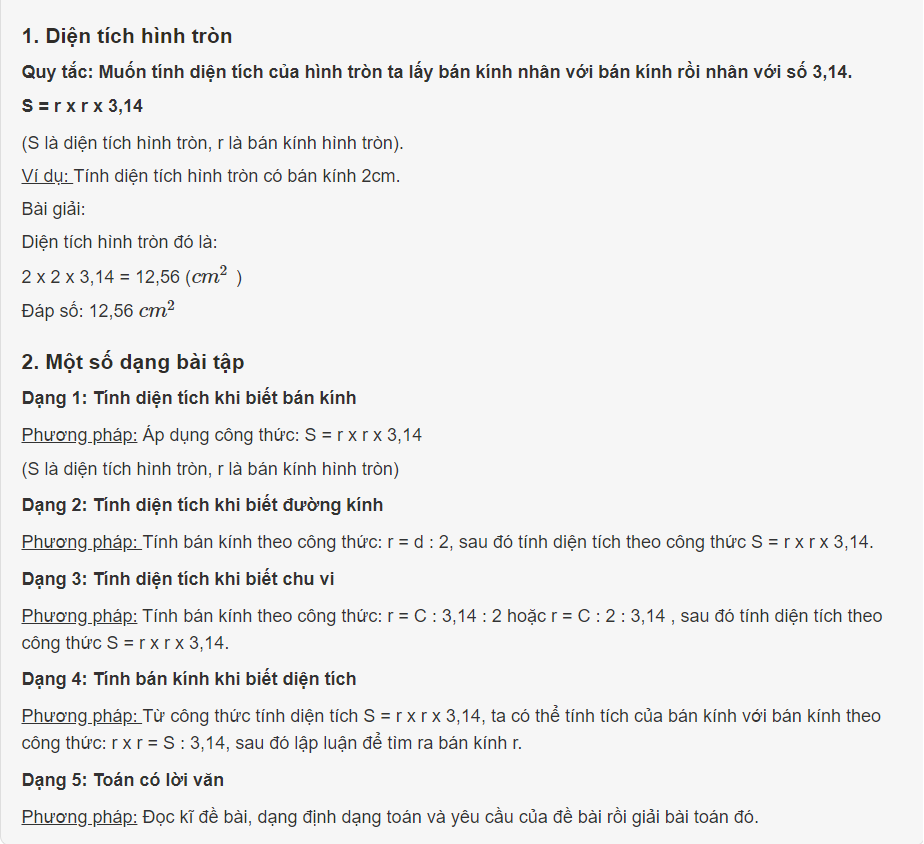 1. Diện tích hình tròn
Quy tắc: Muốn tính diện tích của hình tròn ta lấy bán kính nhân với bán kính rồi nhân với số 3,14.
S = r x r x 3,14
(S là diện tích hình tròn, r là bán kính hình tròn).
Ví dụ: Tính diện tích hình tròn có bán kính 2cm.
Bài giải:
Diện tích hình tròn đó là:
2 x 2 x 3,14 = 12,56 (cm² )
Đáp số: 12,56 cm²
2. Một số dạng bài tập
Dạng 1: Tính diện tích khi biết bán kính
Phương pháp: Áp dụng công thức: S = r x r x 3,14
(S là diện tích hình tròn, r là bán kính hình tròn)
Dạng 2: Tính diện tích khi biết đường kính
Phương pháp: Tính bán kính theo công thức: r = d : 2, sau đó tính diện tích theo công thức S = r x r x 3,14.
Dạng 3: Tính diện tích khi biết chu vi
Phương pháp: Tính bán kính theo công thức: r = C : 3,14 : 2 hoặc r = C : 2 : 3,14 , sau đó tính diện tích theo
công thức S = r x r x 3,14.
Dạng 4: Tính bán kính khi biết diện tích
Phương pháp: Từ công thức tính diện tích S = r x r x 3,14, ta có thể tính tích của bán kính với bán kính theo
công thức: r x r = S : 3,14, sau đó lập luận để tìm ra bán kính r.
Dạng 5: Toán có lời văn
Phương pháp: Đọc kĩ đề bài, dạng định dạng toán và yêu cầu của đề bài rồi giải bài toán đó.